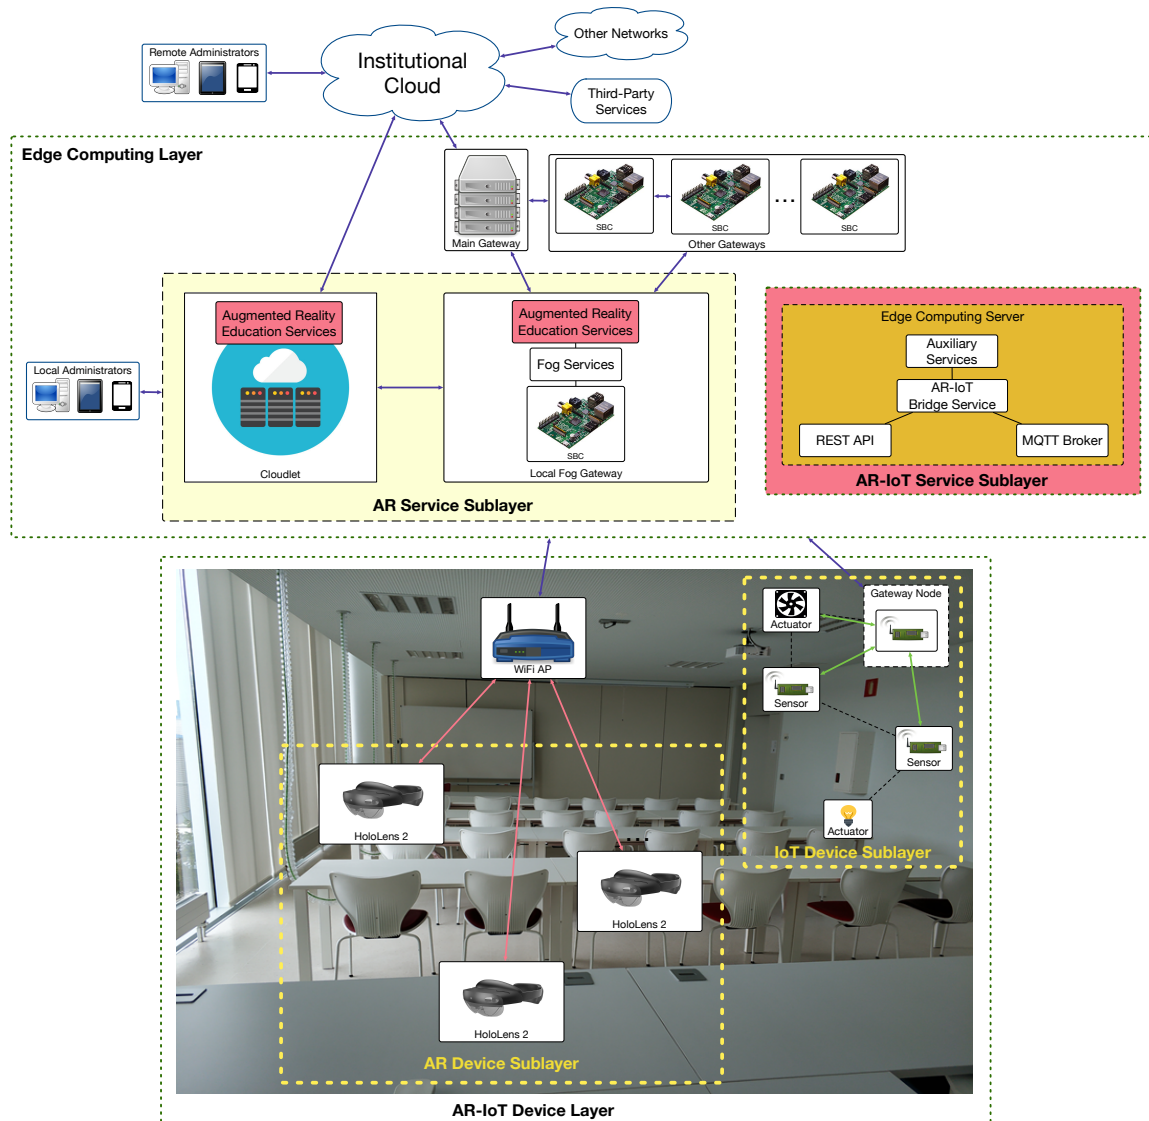 Remote Administrators
Institutional
Cloud
Other Networks
Third-Party
Services
Edge Computing Layer
Main Gateway
SBC
SBC
...
SBC
Other Gateways
Augmented Reality
Education Services
Cloudlet
Augmented Reality
Education Services
Fog Services
SBC
Local Fog Gateway
AR Service Sublayer
Local Administrators
Edge Computing Server
Auxiliary
Services
AR-IoT
Bridge Service
REST API
MQTT Broker
AR-IoT Service Sublayer
WiFi AP
Actuator
Gateway Node
Sensor
Sensor
Actuator
IoT Device Sublayer
HoloLens 2
...
HoloLens 2
HoloLens 2
AR Device Sublayer
AR-IoT Device Layer